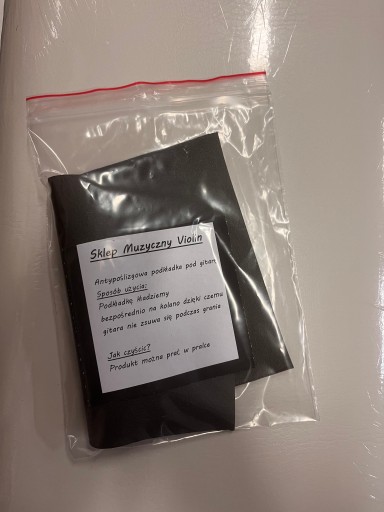 Sklep Muzyczny Violin
Antypoślizgowa podkładka pod gitarę
Sposób użycia:
Podkładkę kładziemy
bezpośrednio na kolano dzięki czemu
gitara nie zsuwa się podczas granie
Jak czyścić?
Produkt można prać w pralce